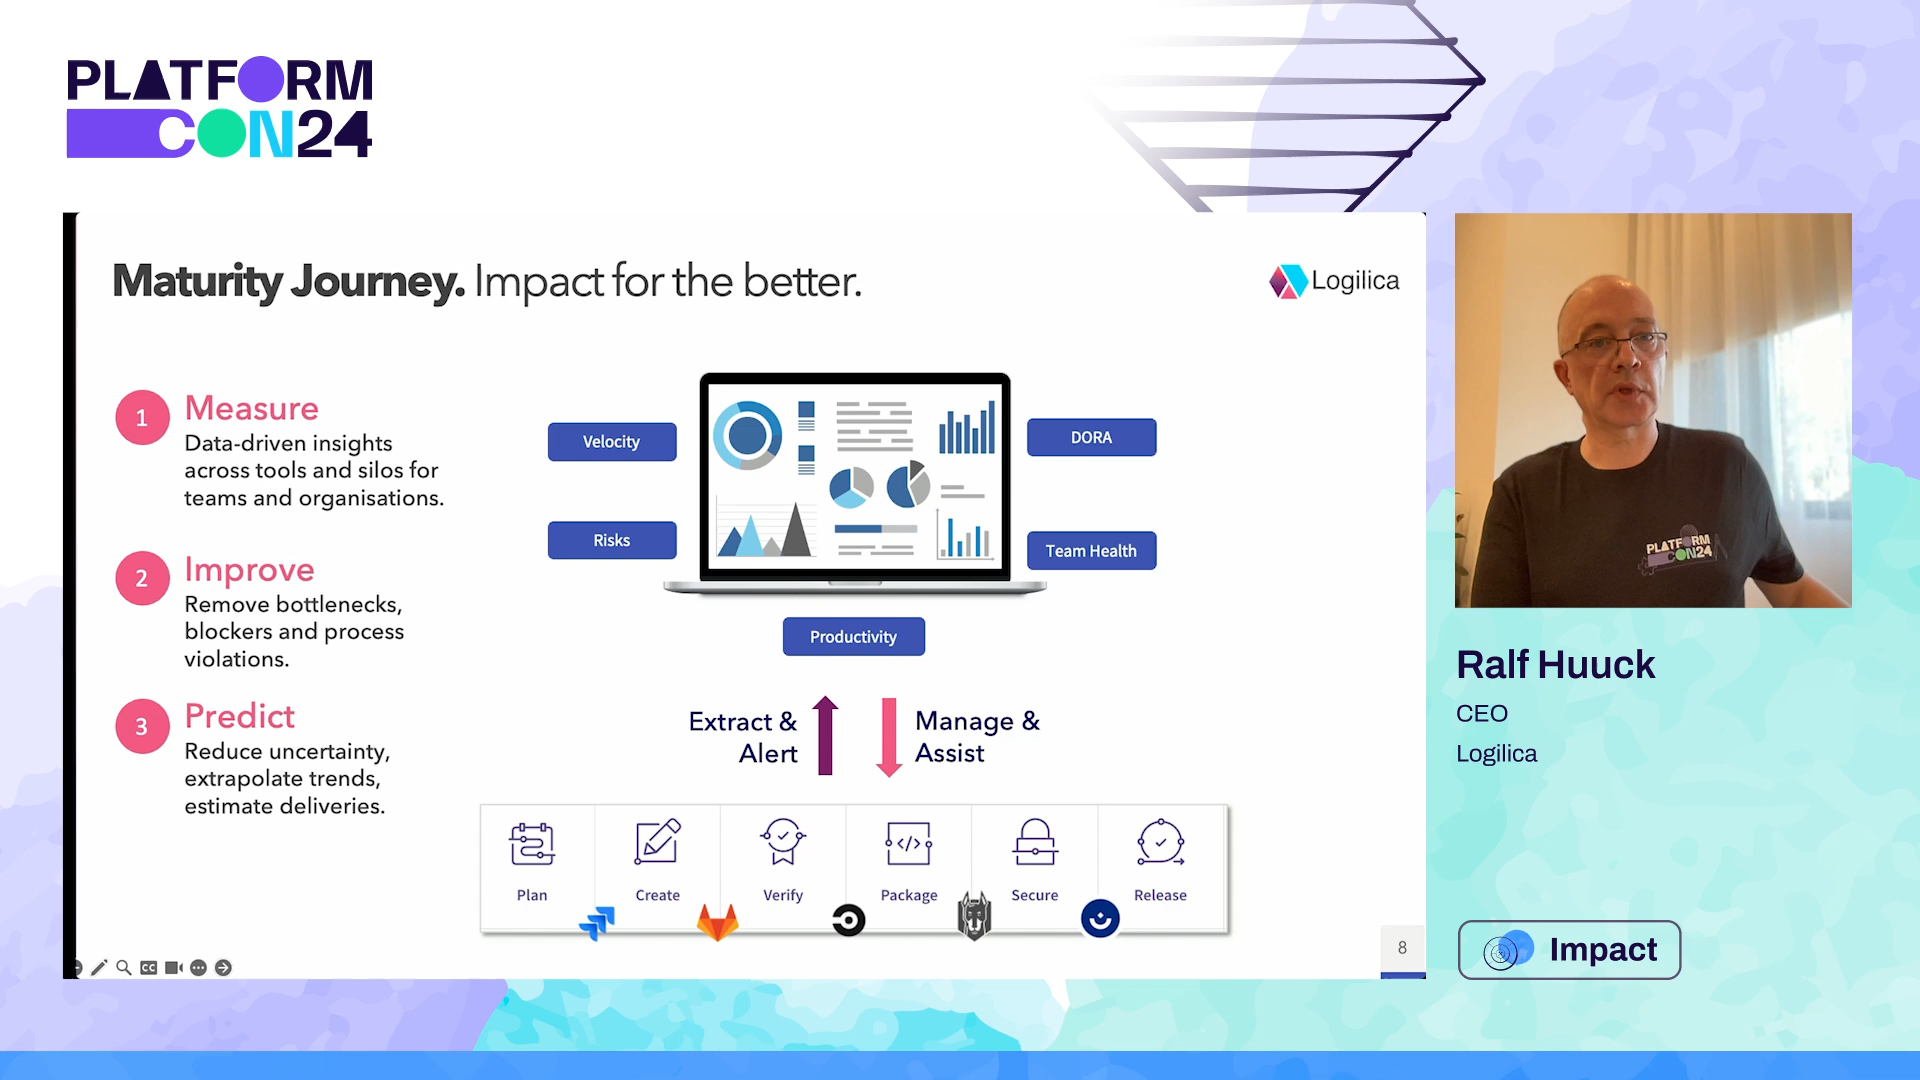 PLATFORM
CON24
Maturity Journey. Impact for the better.
Logilica
1
Measure
Data-driven insights
across tools and silos for
teams and organisations.
2
Improve
Remove bottlenecks,
blockers and process
violations.
3
Predict
Reduce uncertainty,
extrapolate trends,
estimate deliveries.
Velocity
DORA
Risks
Team Health
Productivity
Extract &
Alert
Manage &
Assist
Plan
Create
Verify
Package
Secure
Release
CC
8
PLATFORM
CON24
Ralf Huuck
CEO
Logilica
Impact